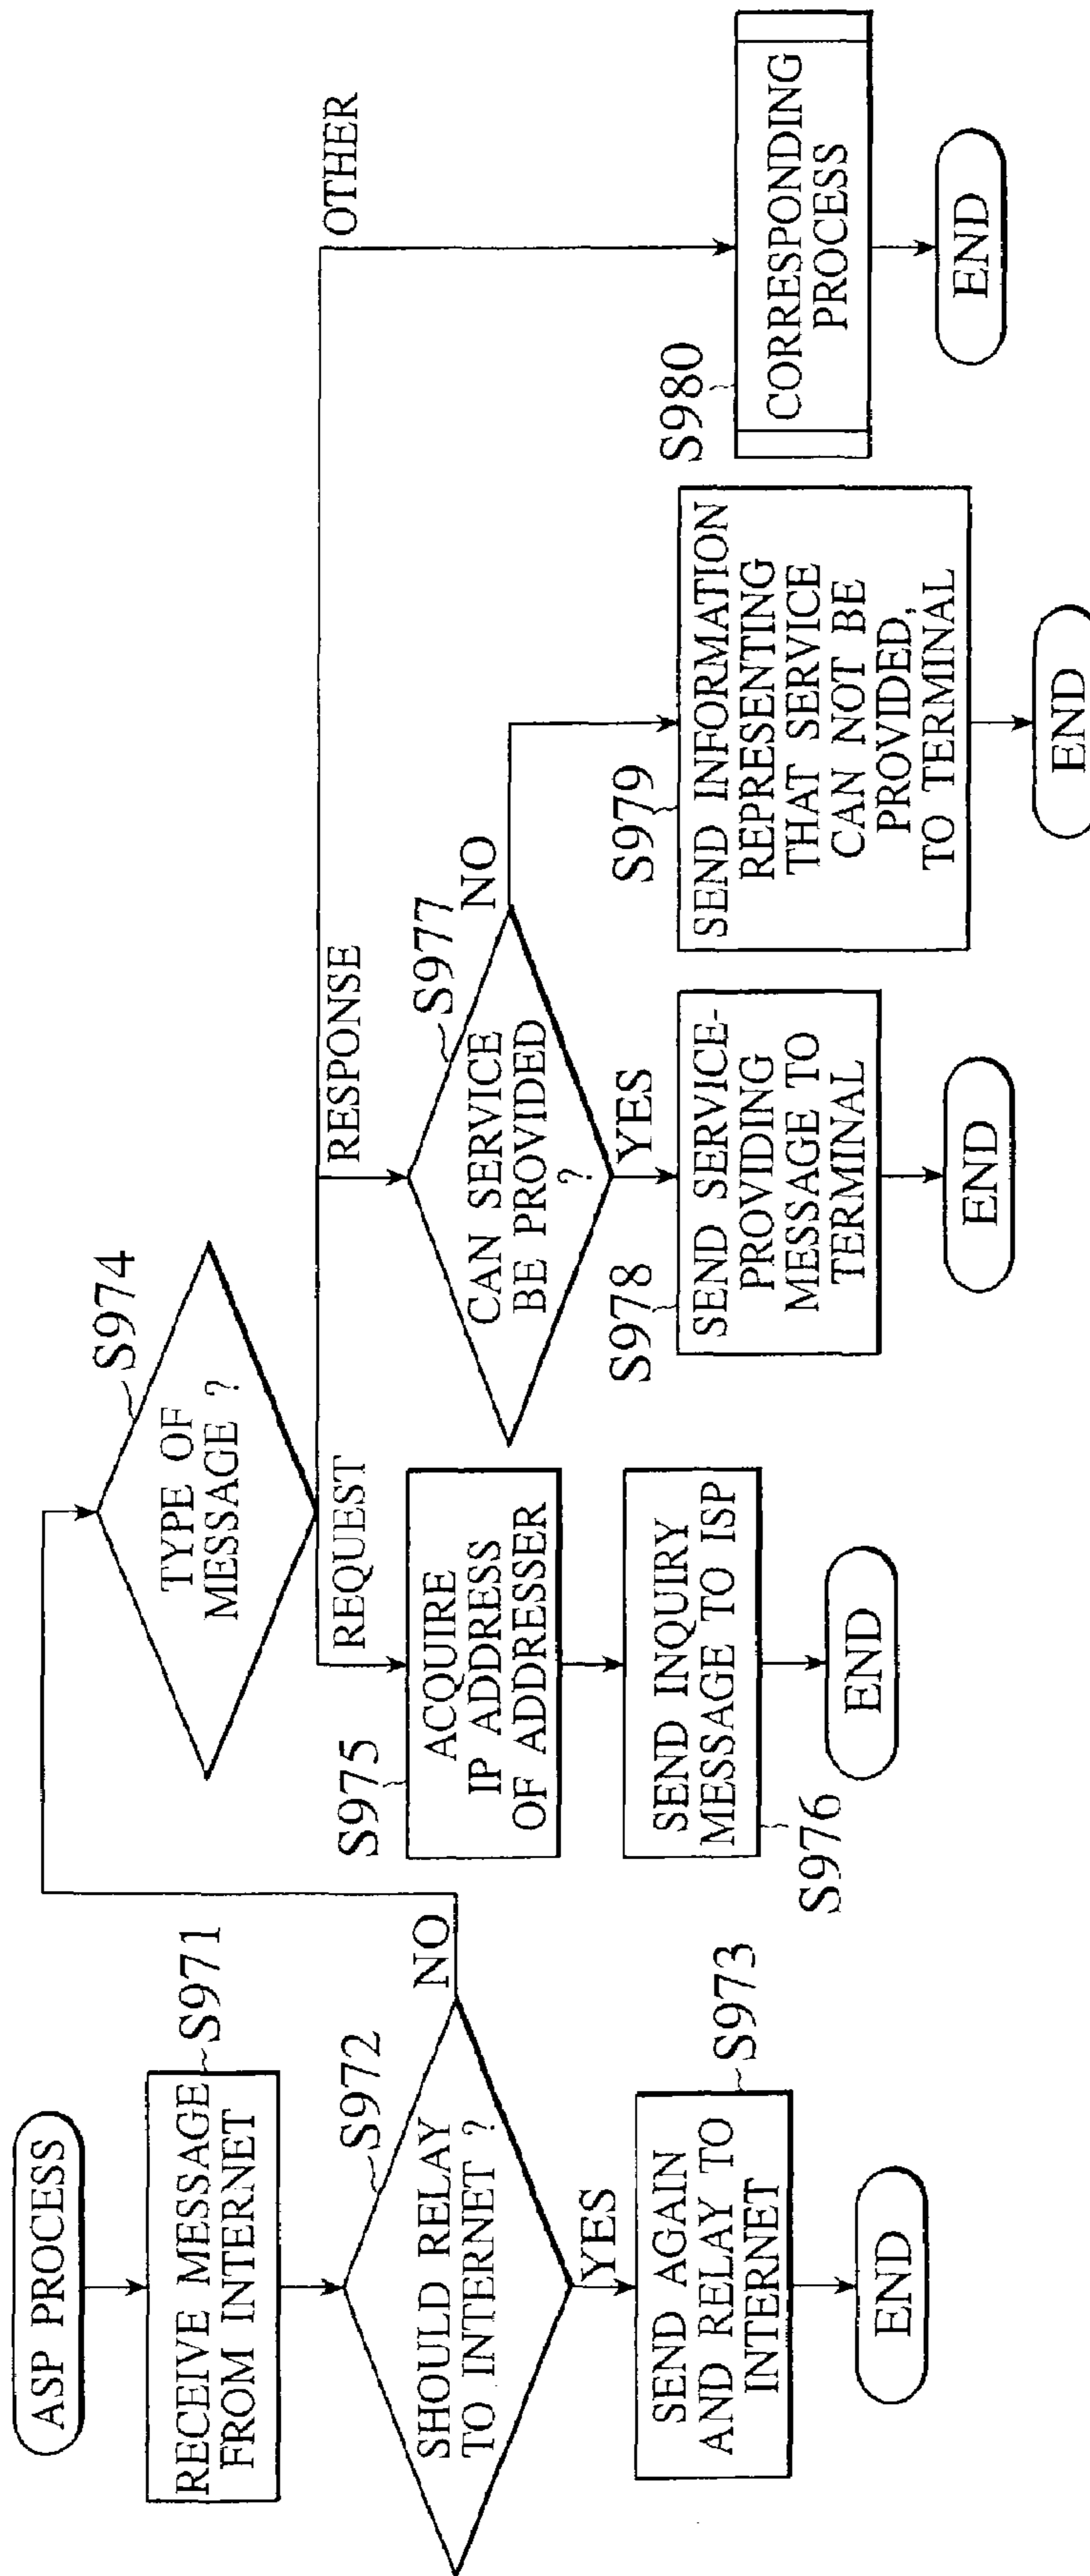 ASP PROCESS
RECEIVE MESSAGE
FROM INTERNET
S971
SHOULD RELAY
TO INTERNET ?
S972
NO
YES
SEND AGAIN
AND RELAY TO
INTERNET
S973
END
TYPE OF
MESSAGE ?
S974
REQUEST
RESPONSE
OTHER
S975
ACQUIRE
IP ADDRESS
OF ADDRESSER
SEND INQUIRY
MESSAGE TO ISP
S976
END
CAN SERVICE
BE PROVIDED
?
S977
NO
YES
S978
SEND SERVICE-
PROVIDING
MESSAGE TO
TERMINAL
END
S979
SEND INFORMATION
REPRESENTING
THAT SERVICE
CAN NOT BE
PROVIDED,
TO TERMINAL
END
S980
CORRESPONDING
PROCESS
END